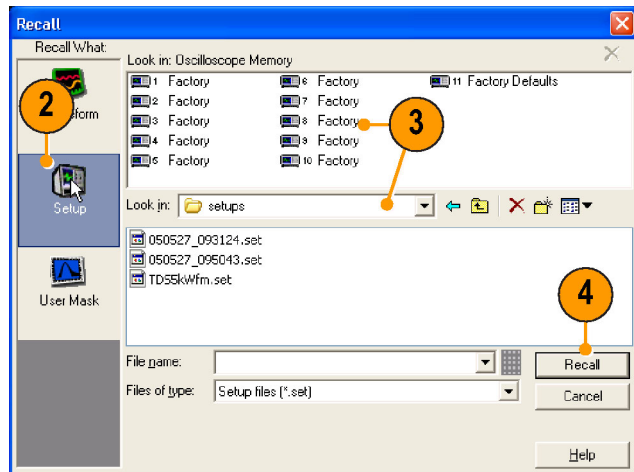 Recall
Recall What:
Look in: Oscilloscope Memory
1 Factory
2 Factory
3 Factory
4 Factory
5 Factory
6 Factory
7 Factory
8 Factory
9 Factory
10 Factory
11 Factory Defaults
2
3
Setup
User Mask
Look in:
setups
050527_093124.set
050527_095043.set
TDS5kWfm.set
4
File name:
Recall
Files of type:
Setup files (*.set)
Cancel
Help